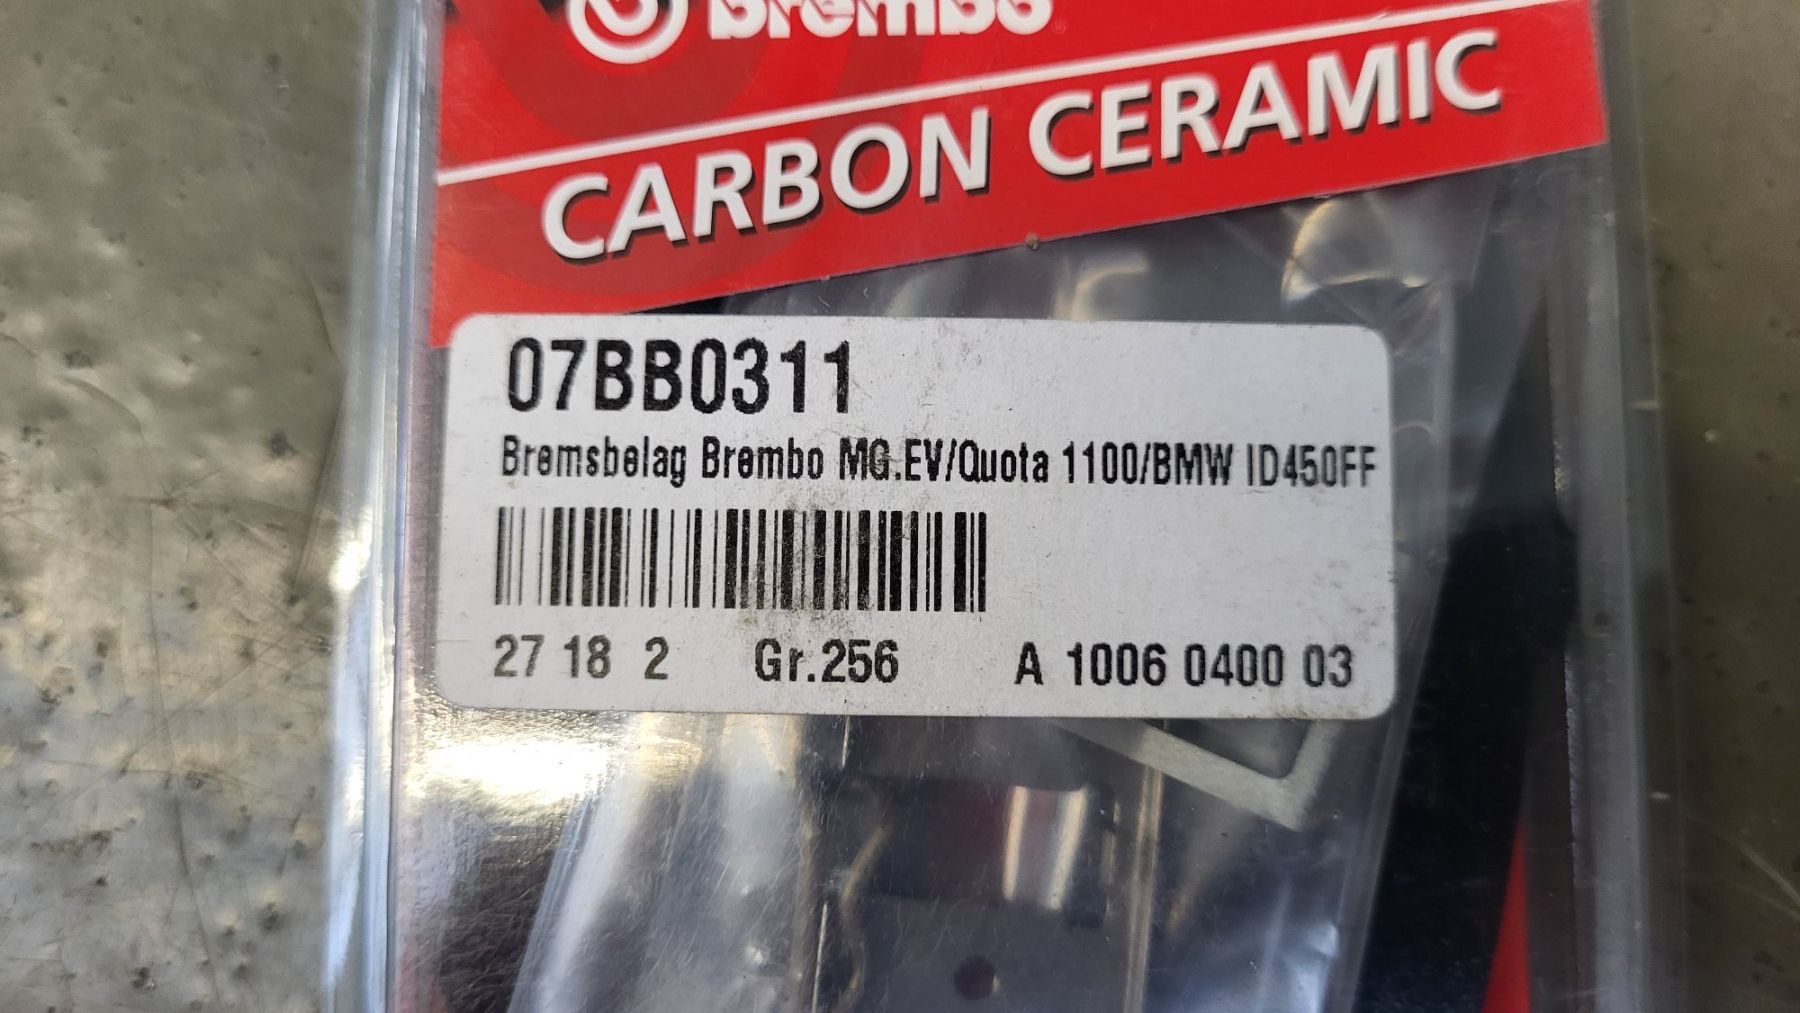 brembo
CARBON CERAMIC
07BB0311
Bremsbelag Brembo MG.EV/Quota 1100/BMW ID450FF
27 18 2 Gr.256 A 1006 0400 03